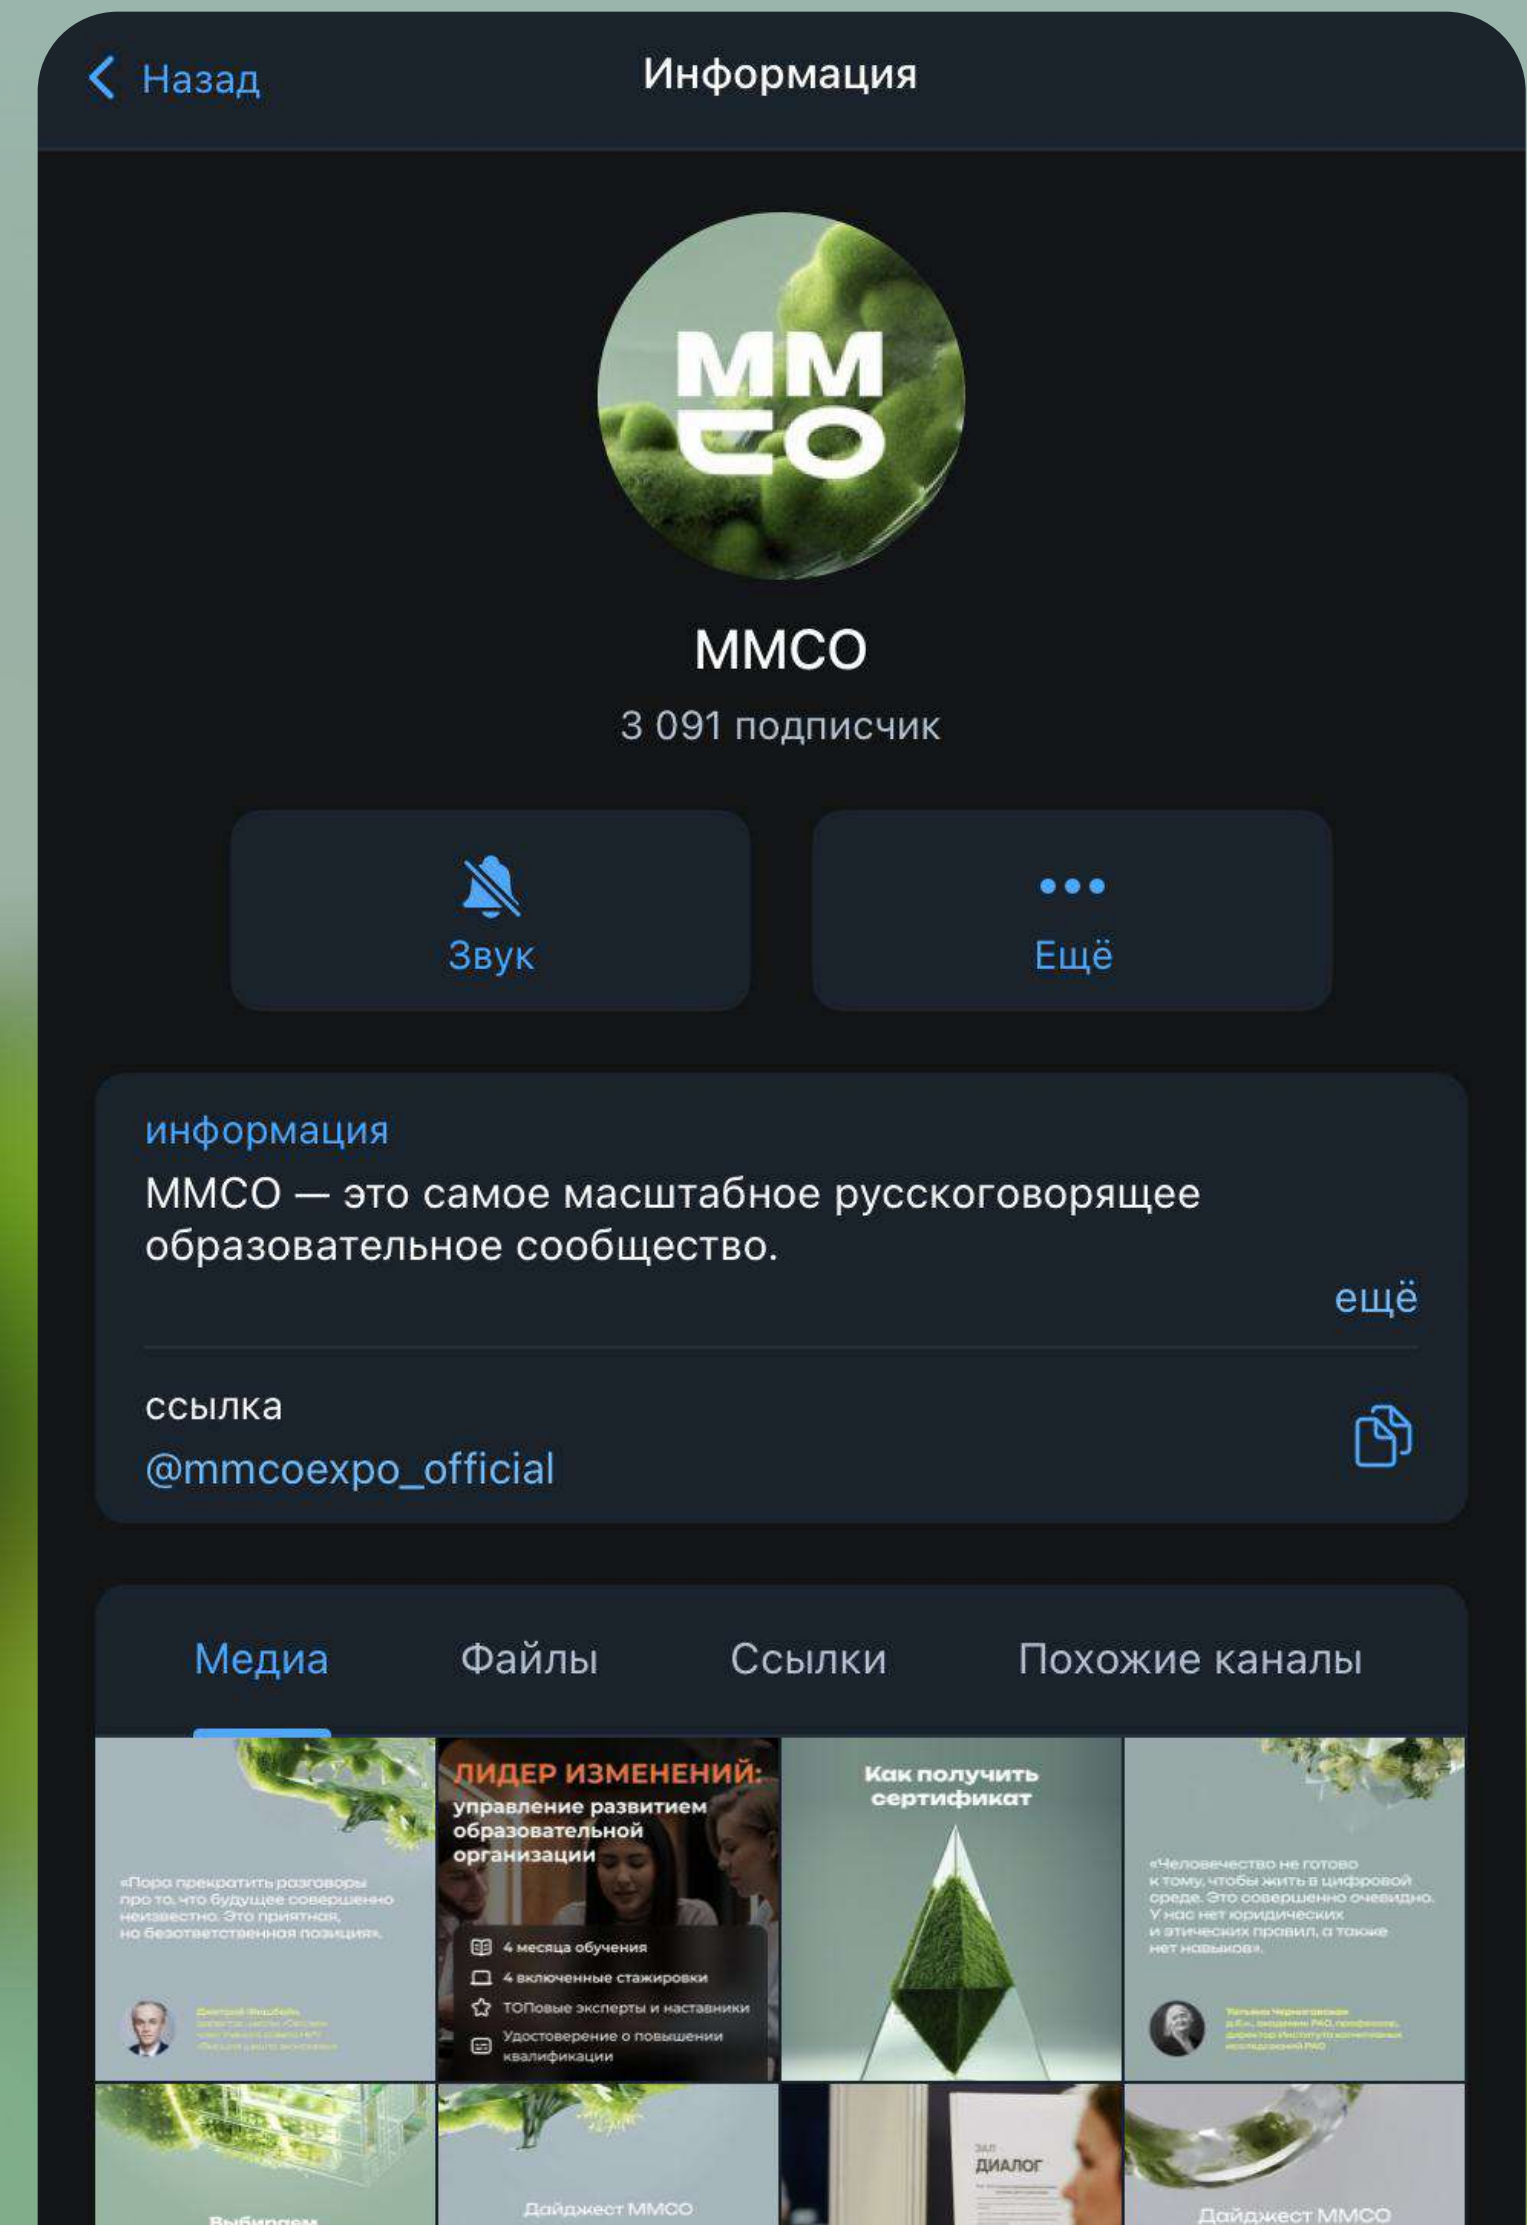 Назад
Информация
ММ
СО
ММСО
3 091 подписчик
Звук
Ещё
информация
ММСО — это самое масштабное русскоговорящее
образовательное сообщество.
ещё
ссылка
@mmcoexpo_official
Медиа
Файлы
Ссылки
Похожие каналы
«Пора прекратить разговоры
про то, что будущее совершенно
неизвестно. Это приятная,
но безответственная позиция».
ЛИДЕР ИЗМЕНЕНИЙ:
управление развитием
образовательной
организации
4 месяца обучения
4 включенные стажировки
ТОПовые эксперты и наставники
Удостоверение о повышении
квалификации
Как получить
сертификат
«Человечество не готово
к тому, чтобы жить в цифровой
среде. Это совершенно очевидно.
У нас нет юридических
и этических правил, а также
нет навыков».
Татьяна Черниговская
Выбираем
Дайджест ММСО
ЗАЛ
ДИАЛОГ
Дайджест ММСО